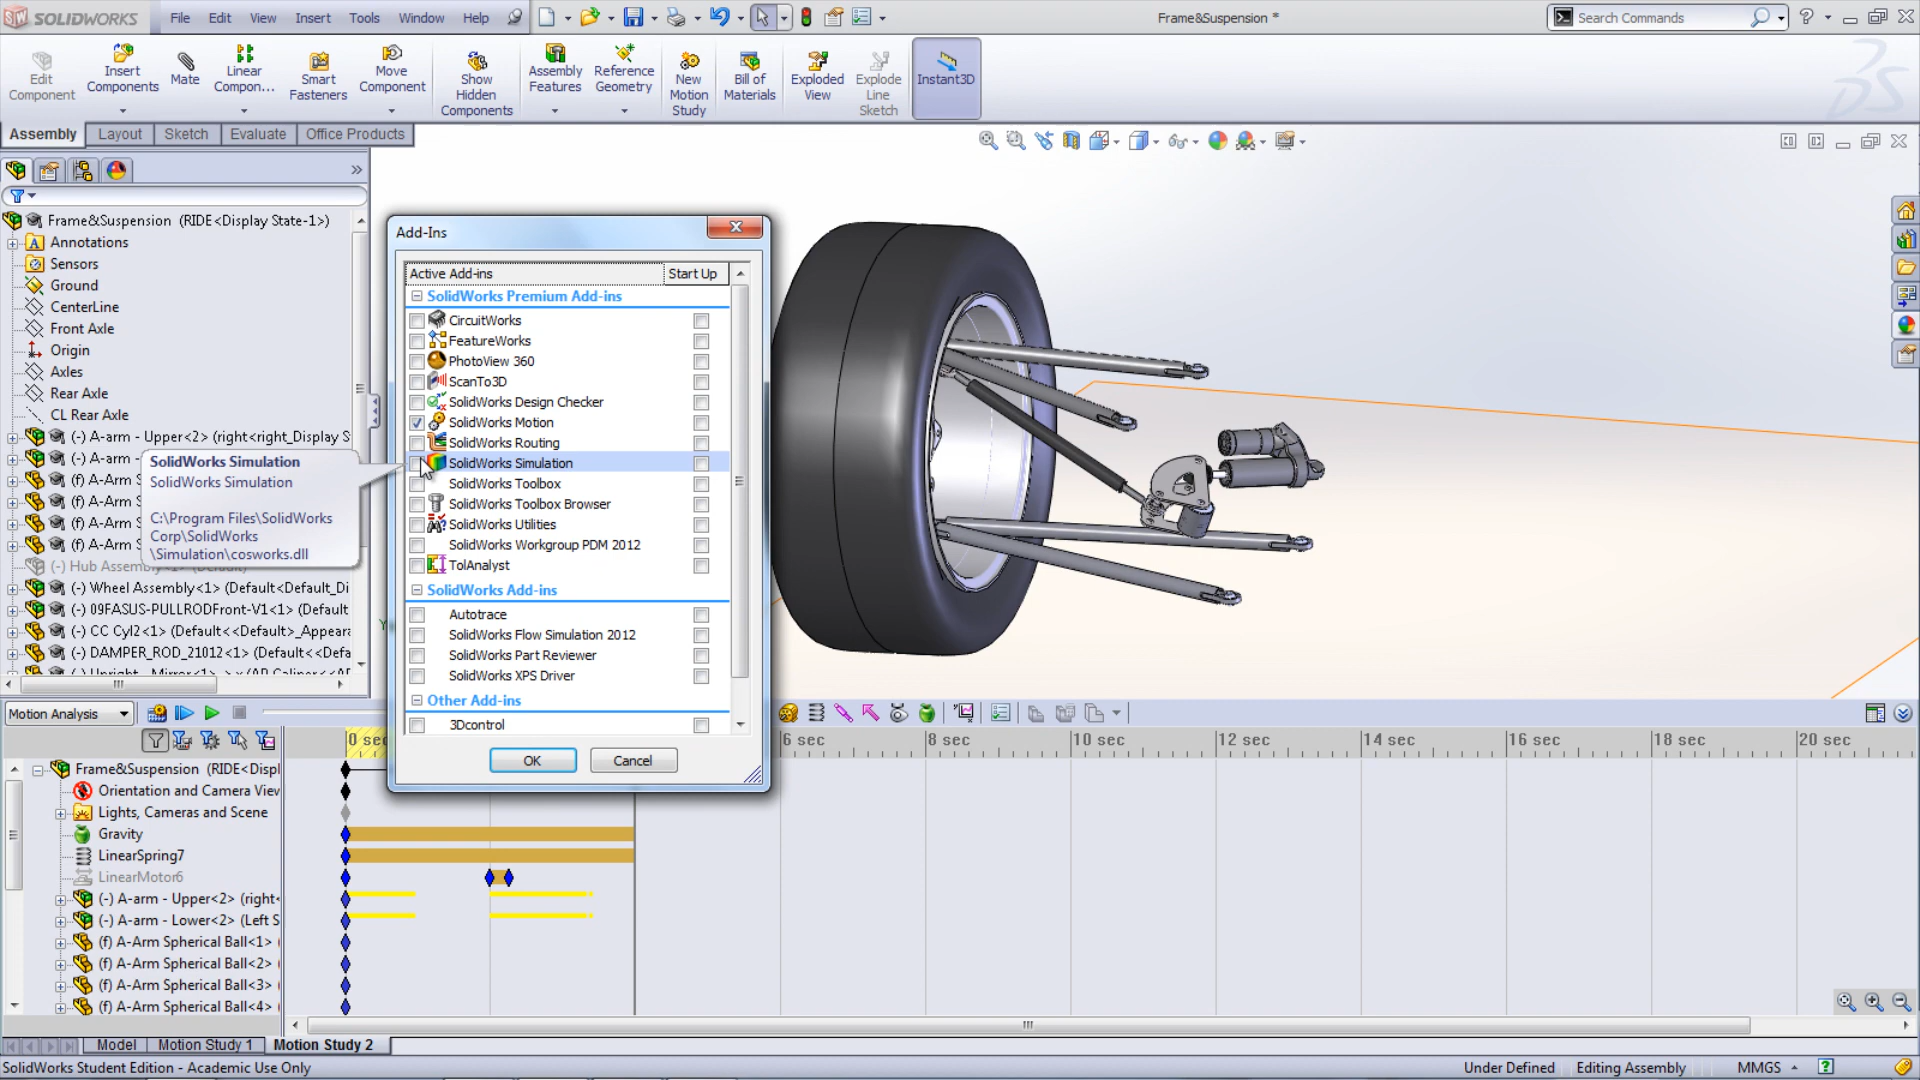 SOLIDWORKS File Edit View Insert Tools Window Help Frame&Suspension * Search Commands
Edit Component
Insert Components
Mate
Linear Compon...
Smart Fasteners
Move Component
Show Hidden Components
Assembly Features
Reference Geometry
New Motion Study
Bill of Materials
Exploded View
Explode Line Sketch
Instant3D
Assembly Layout Sketch Evaluate Office Products
Frame&Suspension (RIDE<Display State-1>)
Annotations
Sensors
Ground
CenterLine
Front Axle
Origin
Axles
Rear Axle
CL Rear Axle
(-) A-arm - Upper<2> (right<right_Display S
(-) A-arm -
(f) A-Arm S
(f) A-Arm S
(f) A-Arm S
(f) A-Arm S
(-) Hub Assembly<1> (Default)
(-) Wheel Assembly<1> (Default<Default_Di
(-) 09FASUS-PULLRODFront-V1<1> (Default
(-) CC Cyl2<1> (Default<<Default>_Appeara
(-) DAMPER_ROD_21012<1> (Default<<Defa
SolidWorks Simulation
SolidWorks Simulation
C:\Program Files\SolidWorks
Corp\SolidWorks
\Simulation\cosworks.dll
Add-Ins
Active Add-ins Start Up
SolidWorks Premium Add-ins
CircuitWorks
FeatureWorks
PhotoView 360
ScanTo3D
SolidWorks Design Checker
SolidWorks Motion
SolidWorks Routing
SolidWorks Simulation
SolidWorks Toolbox
SolidWorks Toolbox Browser
SolidWorks Utilities
SolidWorks Workgroup PDM 2012
TolAnalyst
SolidWorks Add-ins
Autotrace
SolidWorks Flow Simulation 2012
SolidWorks Part Reviewer
SolidWorks XPS Driver
Other Add-ins
3Dcontrol
OK Cancel
Y
Motion Analysis
0 sec 6 sec 8 sec 10 sec 12 sec 14 sec 16 sec 18 sec 20 sec
Frame&Suspension (RIDE<Displ
Orientation and Camera View
Lights, Cameras and Scene
Gravity
LinearSpring7
LinearMotor6
(-) A-arm - Upper<2> (right<
(-) A-arm - Lower<2> (Left S
(f) A-Arm Spherical Ball<1> (
(f) A-Arm Spherical Ball<2> (
(f) A-Arm Spherical Ball<3> (
(f) A-Arm Spherical Ball<4> (
Model Motion Study 1 Motion Study 2
SolidWorks Student Edition - Academic Use Only Under Defined Editing Assembly MMGS